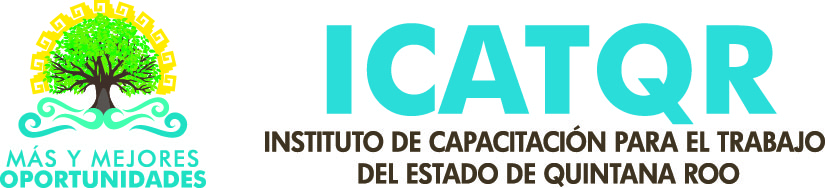 MÁS Y MEJORES
OPORTUNIDADES
ICATQR
INSTITUTO DE CAPACITACIÓN PARA EL TRABAJO
DEL ESTADO DE QUINTANA ROO